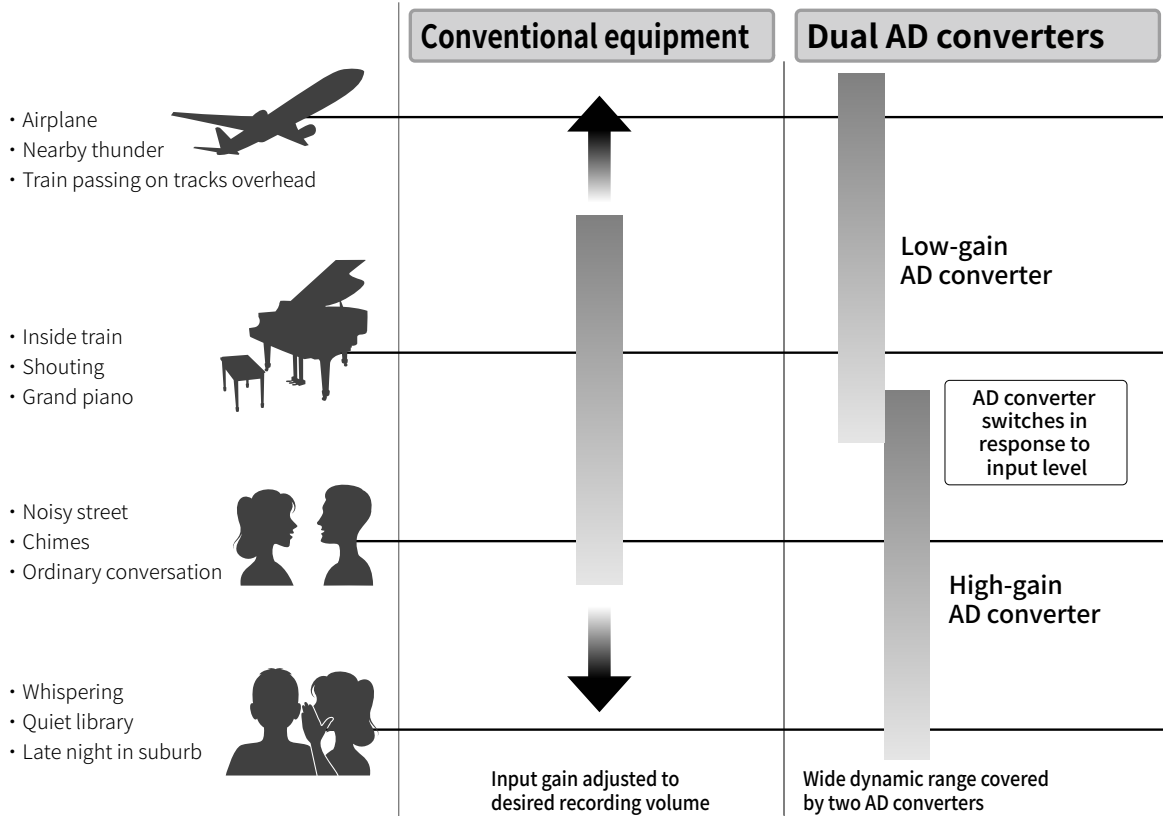 Conventional equipment
Dual AD converters
・Airplane
・Nearby thunder
・Train passing on tracks overhead
Low-gain
AD converter
・Inside train
・Shouting
・Grand piano
AD converter
switches in
response to
input level
・Noisy street
・Chimes
・Ordinary conversation
High-gain
AD converter
・Whispering
・Quiet library
・Late night in suburb
Input gain adjusted to
desired recording volume
Wide dynamic range covered
by two AD converters